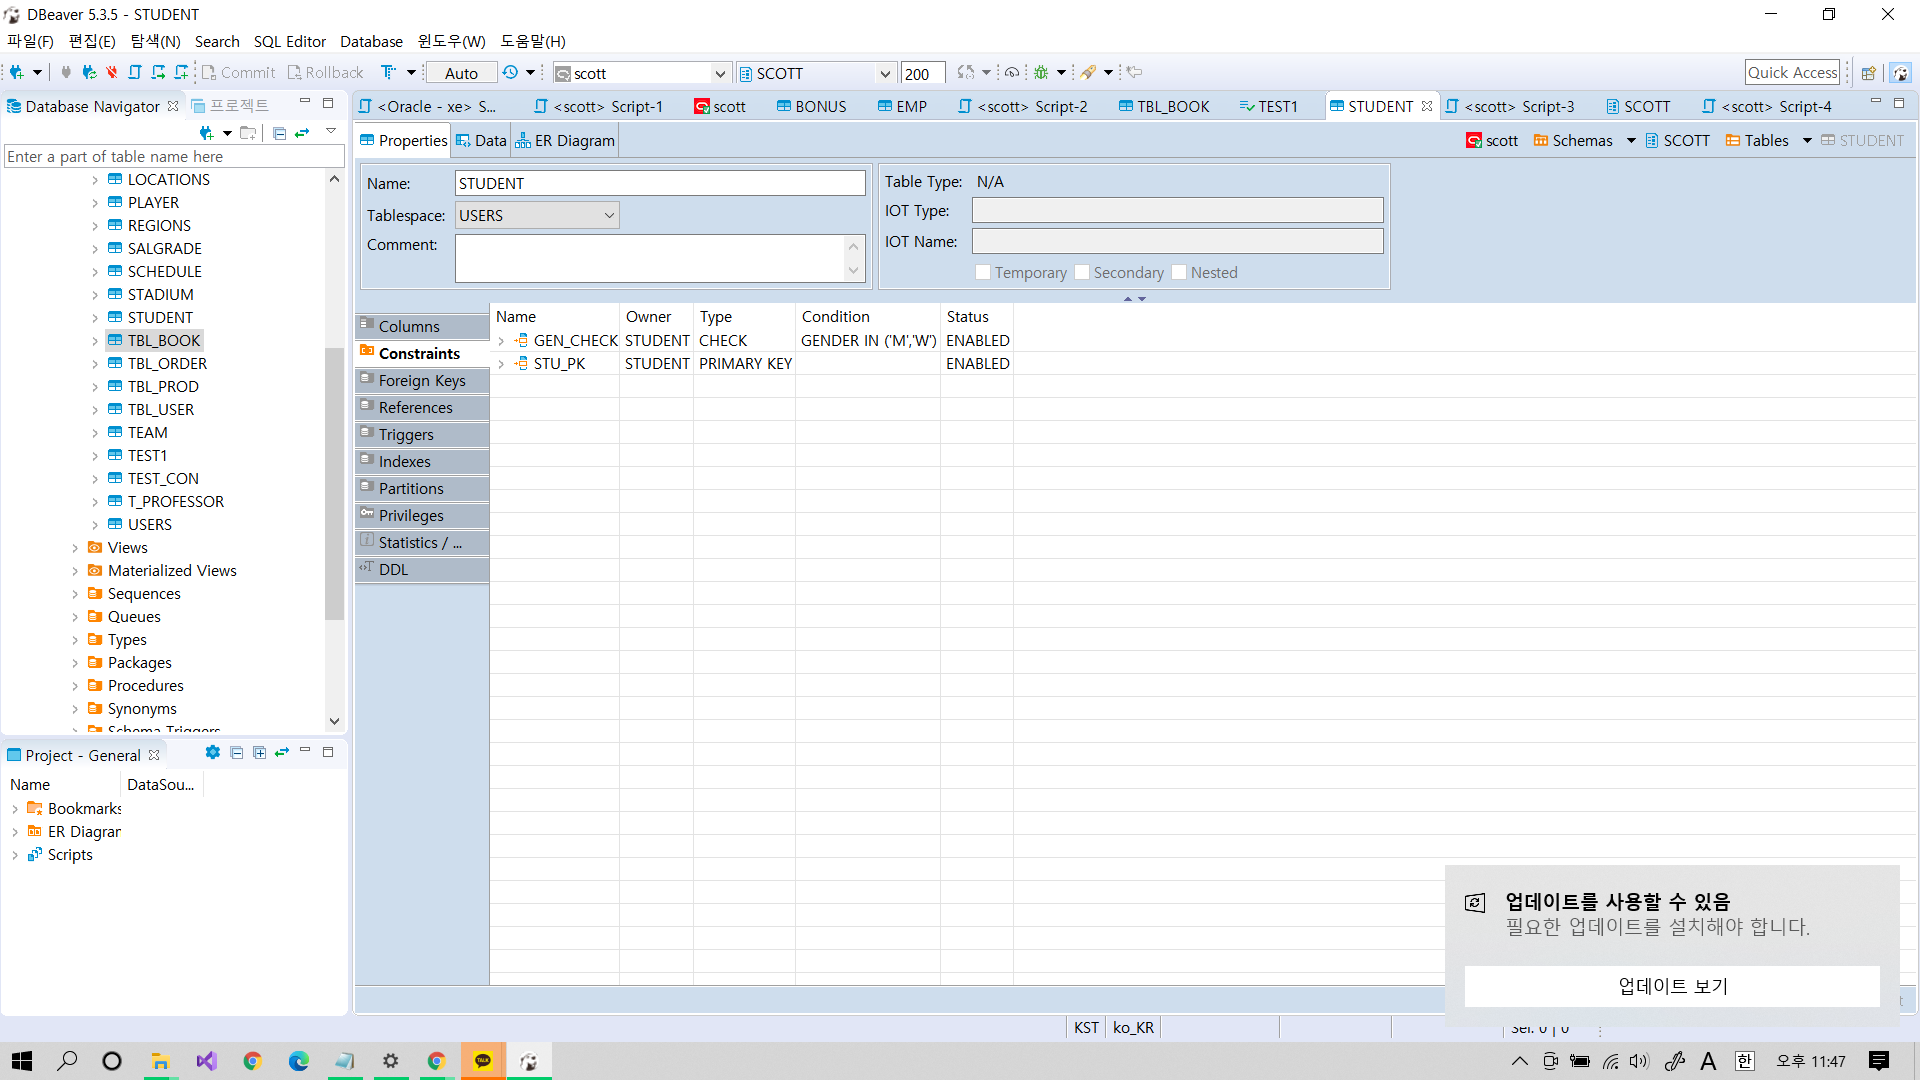 DBeaver 5.3.5 - STUDENT
파일(F) 편집(E) 탐색(N) Search SQL Editor Database 윈도우(W) 도움말(H)
Commit Rollback Auto scott SCOTT 200 Quick Access
Database Navigator 프로젝트
<Oracle - xe> S... <scott> Script-1 scott BONUS EMP <scott> Script-2 TBL_BOOK TEST1 STUDENT <scott> Script-3 SCOTT <scott> Script-4
Properties Data ER Diagram
scott Schemas SCOTT Tables STUDENT
Enter a part of table name here
LOCATIONS
PLAYER
REGIONS
SALGRADE
SCHEDULE
STADIUM
STUDENT
TBL_BOOK
TBL_ORDER
TBL_PROD
TBL_USER
TEAM
TEST1
TEST_CON
T_PROFESSOR
USERS
Views
Materialized Views
Sequences
Queues
Types
Packages
Procedures
Synonyms
Schema Triggers
Name: STUDENT
Tablespace: USERS
Comment:
Table Type: N/A
IOT Type:
IOT Name:
Temporary Secondary Nested
Columns
Constraints
Foreign Keys
References
Triggers
Indexes
Partitions
Privileges
Statistics / ...
DDL
Name Owner Type Condition Status
GEN_CHECK STUDENT CHECK GENDER IN ('M','W') ENABLED
STU_PK STUDENT PRIMARY KEY ENABLED
Project - General
Name DataSou...
Bookmarks
ER Diagrar
Scripts
업데이트를 사용할 수 있음
필요한 업데이트를 설치해야 합니다.
업데이트 보기
KST ko_KR Sel: 0 | 0
TALK
A 한 오후 11:47